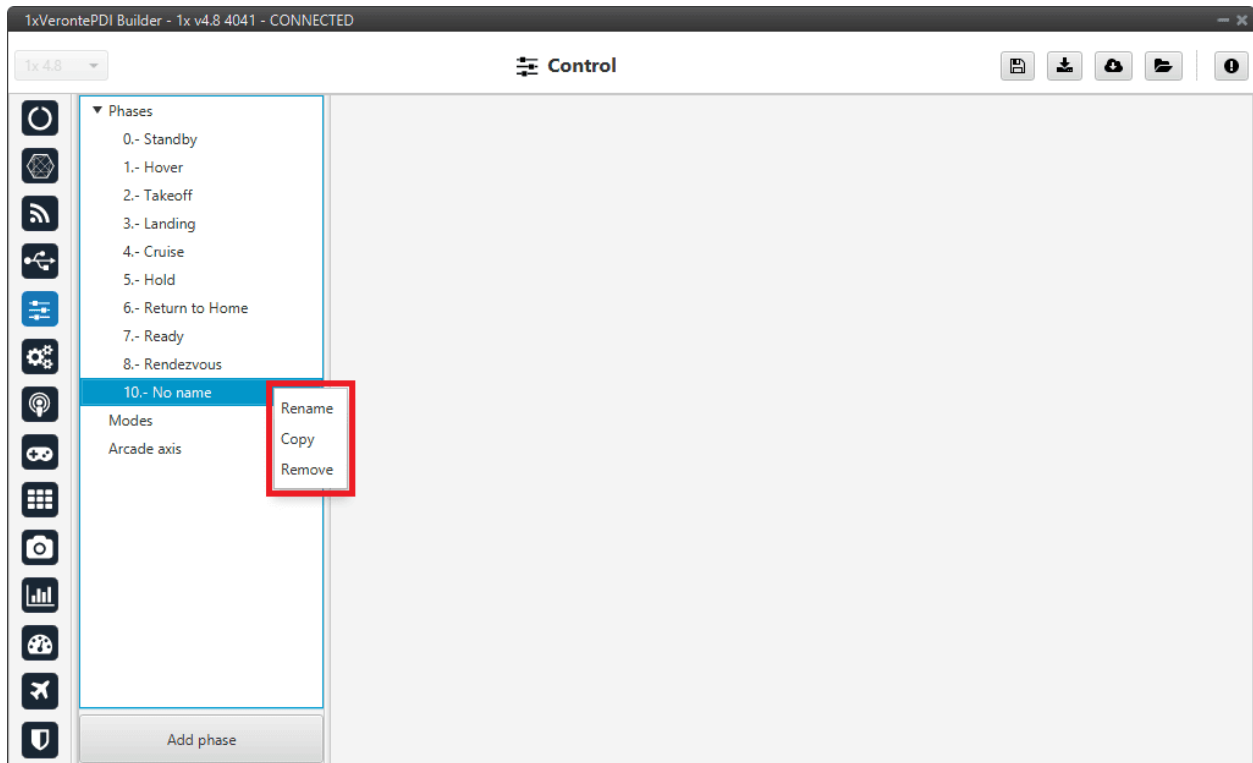 1xVerontePDI Builder - 1x v4.8 4041 - CONNECTED
1x 4.8
Control
Phases
0.- Standby
1.- Hover
2.- Takeoff
3.- Landing
4.- Cruise
5.- Hold
6.- Return to Home
7.- Ready
8.- Rendezvous
10.- No name
Rename
Copy
Remove
Modes
Arcade axis
Add phase